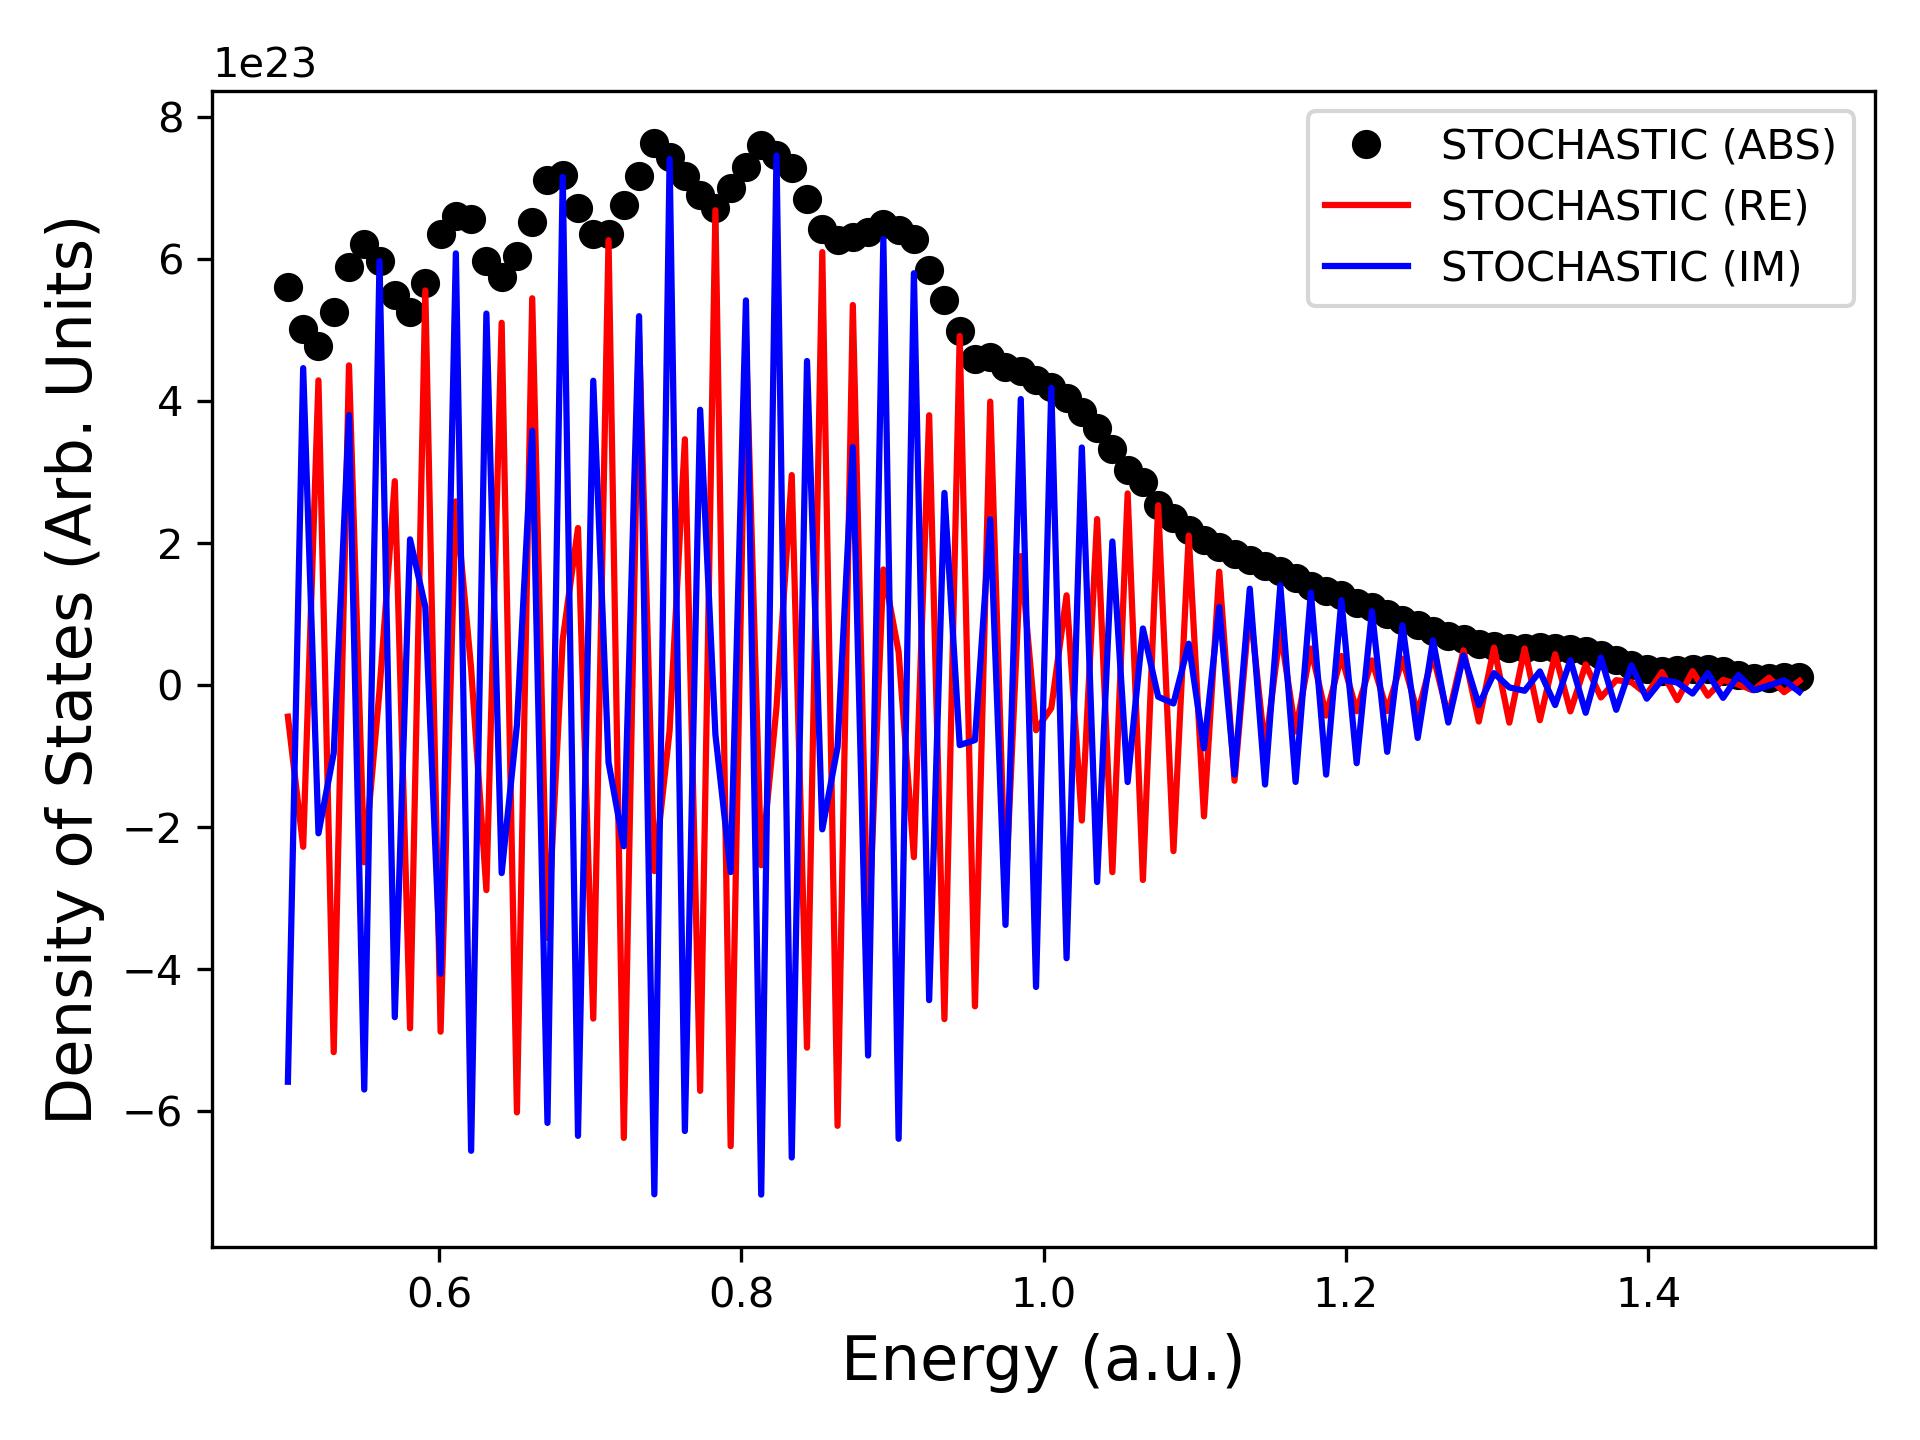 1e23
8
6
4
2
0
−2
−4
−6
Density of States (Arb. Units)
STOCHASTIC (ABS)
STOCHASTIC (RE)
STOCHASTIC (IM)
0.6 0.8 1.0 1.2 1.4
Energy (a.u.)